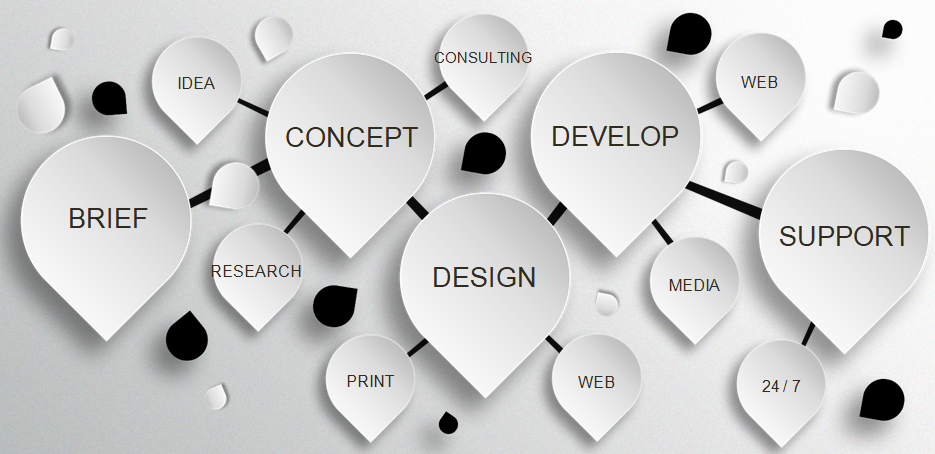 CONSULTING
IDEA
WEB
CONCEPT
DEVELOP
BRIEF
SUPPORT
RESEARCH
DESIGN
MEDIA
PRINT
WEB
24 / 7